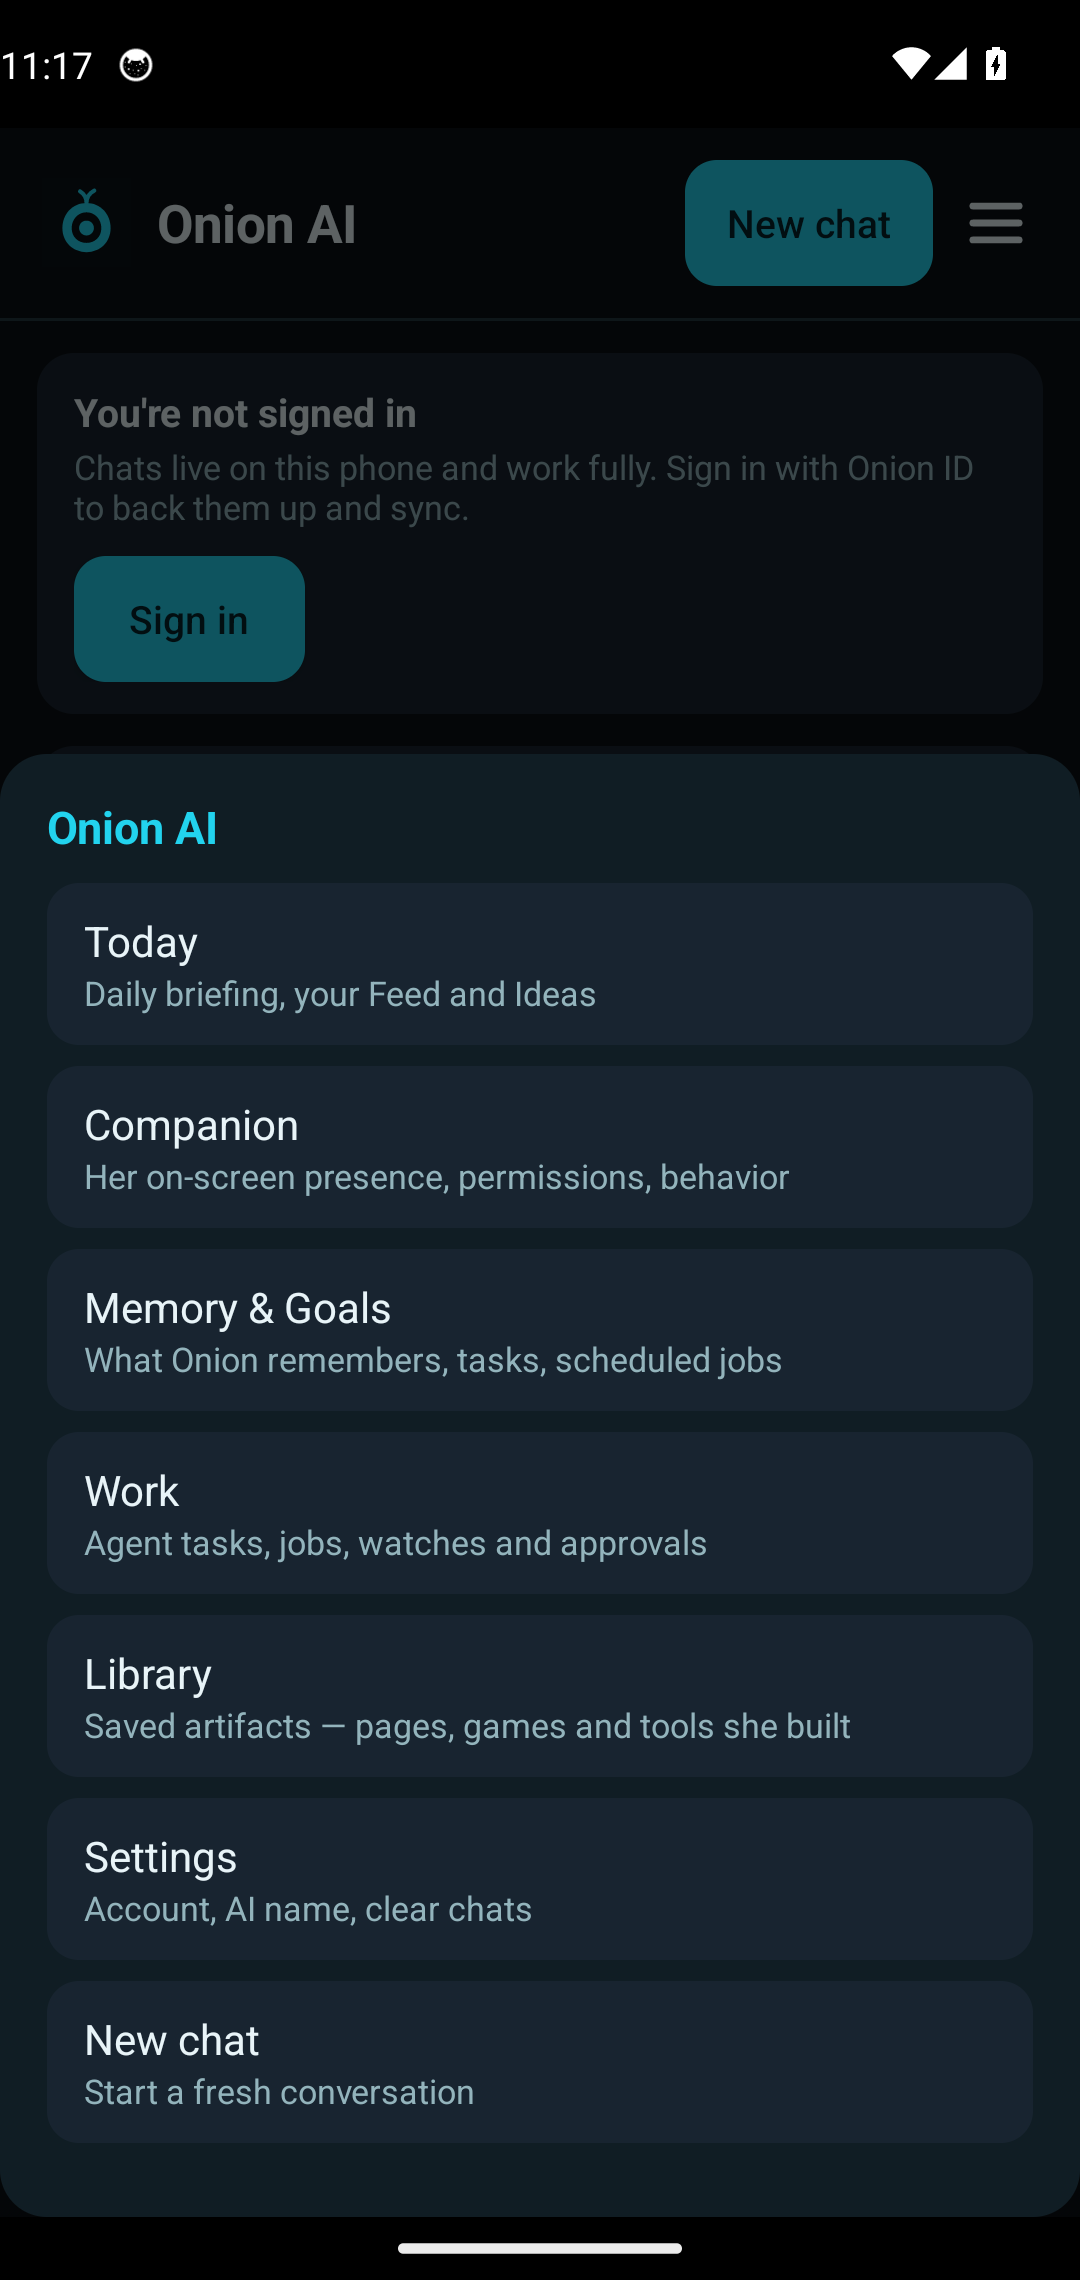 11:17
Onion AI
New chat
You're not signed in
Chats live on this phone and work fully. Sign in with Onion ID
to back them up and sync.
Sign in
Onion AI
Today
Daily briefing, your Feed and Ideas
Companion
Her on-screen presence, permissions, behavior
Memory & Goals
What Onion remembers, tasks, scheduled jobs
Work
Agent tasks, jobs, watches and approvals
Library
Saved artifacts — pages, games and tools she built
Settings
Account, AI name, clear chats
New chat
Start a fresh conversation